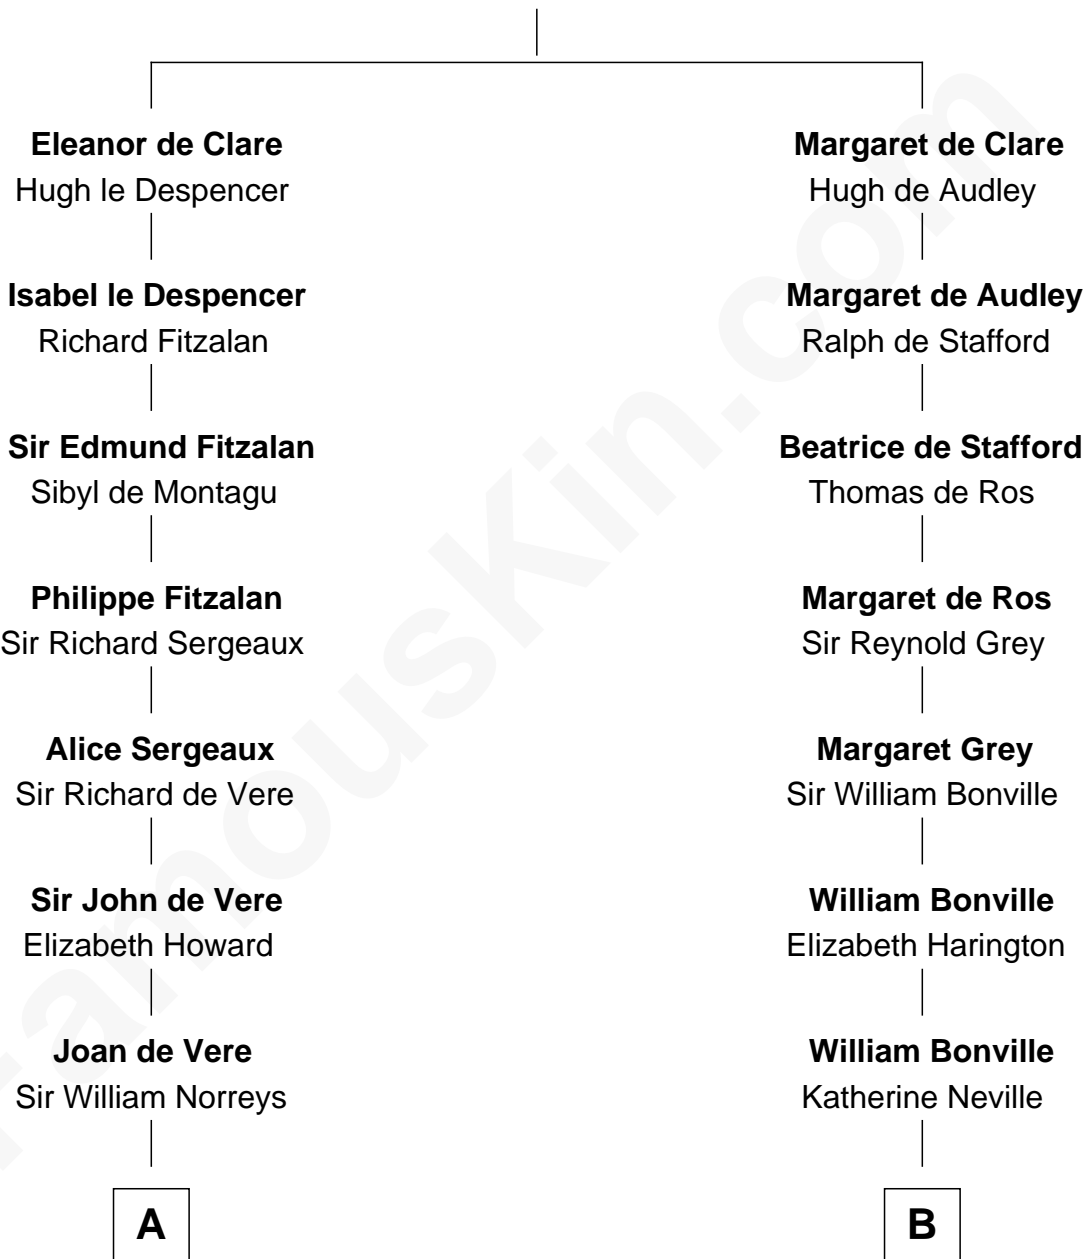 Eleanor de Clare
Hugh le Despencer
Isabel le Despencer
Richard Fitzalan
Sir Edmund Fitzalan
Sibyl de Montagu
Philippe Fitzalan
Sir Richard Sergeaux
Alice Sergeaux
Sir Richard de Vere
Sir John de Vere
Elizabeth Howard
Joan de Vere
Sir William Norreys
A
Margaret de Clare
Hugh de Audley
Margaret de Audley
Ralph de Stafford
Beatrice de Stafford
Thomas de Ros
Margaret de Ros
Sir Reynold Grey
Margaret Grey
Sir William Bonville
William Bonville
Elizabeth Harington
William Bonville
Katherine Neville
B
FamousKin.com